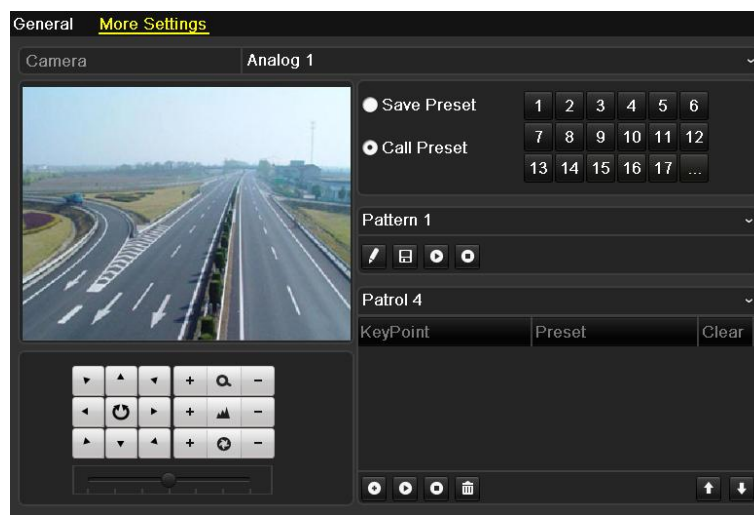 General More Settings
Camera Analog 1
Save Preset
Call Preset
1 2 3 4 5 6
7 8 9 10 11 12
13 14 15 16 17 ...
Pattern 1
Patrol 4
KeyPoint Preset Clear